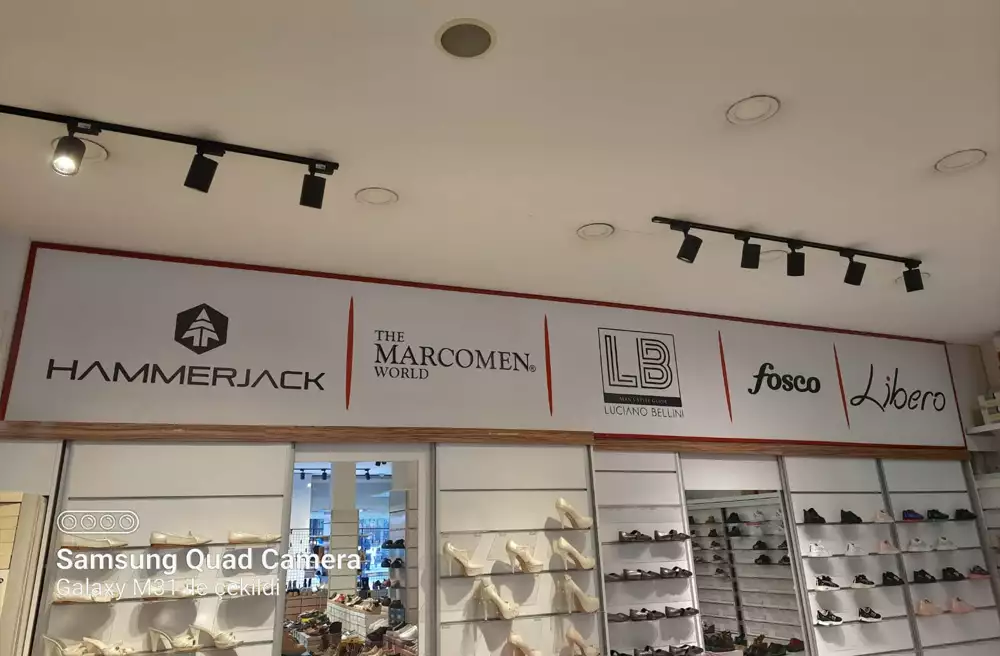 HAMMERJACK
THE
MARCOMEN®
WORLD
LB
LUCIANO BELLINI
fosco
Libero
Samsung Quad Camera
Galaxy M31 ile çekildi